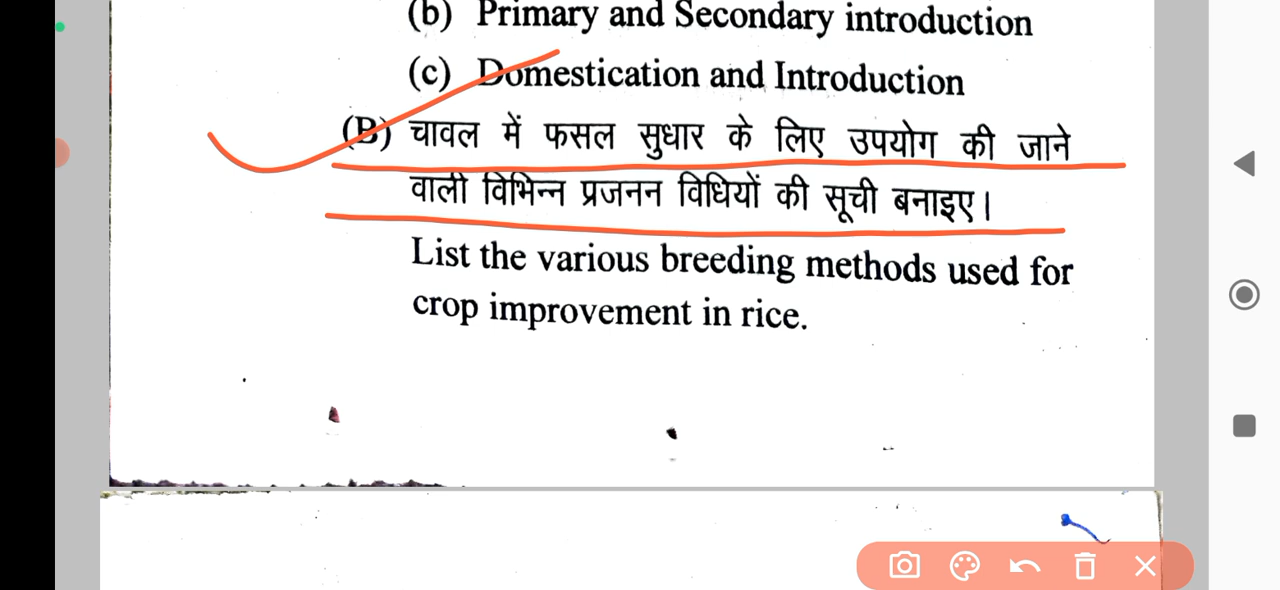 (b) Primary and Secondary introduction
(c) Domestication and Introduction
(B) चावल में फसल सुधार के लिए उपयोग की जाने
वाली विभिन्न प्रजनन विधियों की सूची बनाइए।
List the various breeding methods used for
crop improvement in rice.